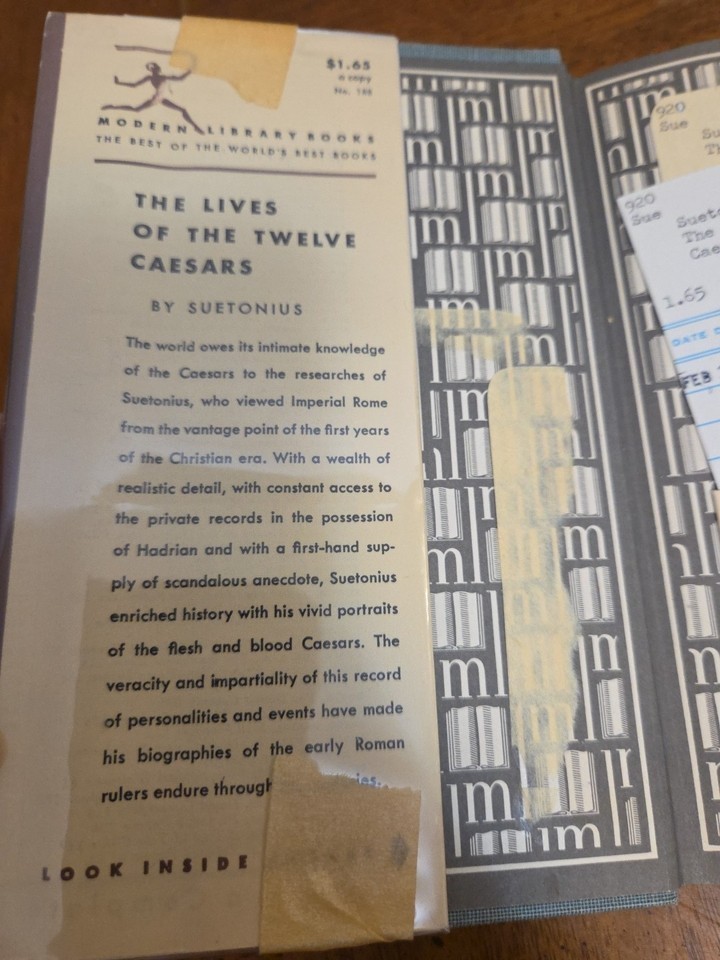 $1.65
a copy
No. 188
MODERN LIBRARY BOOKS
THE BEST OF THE WORLD'S BEST BOOKS
THE LIVES
OF THE TWELVE
CAESARS
BY SUETONIUS
The world owes its intimate knowledge
of the Caesars to the researches of
Suetonius, who viewed Imperial Rome
from the vantage point of the first years
of the Christian era. With a wealth of
realistic detail, with constant access to
the private records in the possession
of Hadrian and with a first-hand sup-
ply of scandalous anecdote, Suetonius
enriched history with his vivid portraits
of the flesh and blood Caesars. The
veracity and impartiality of this record
of personalities and events have made
his biographies of the early Roman
rulers endure through
LOOK INSIDE
920
Sue
920
Sue
The
1.65
FEB